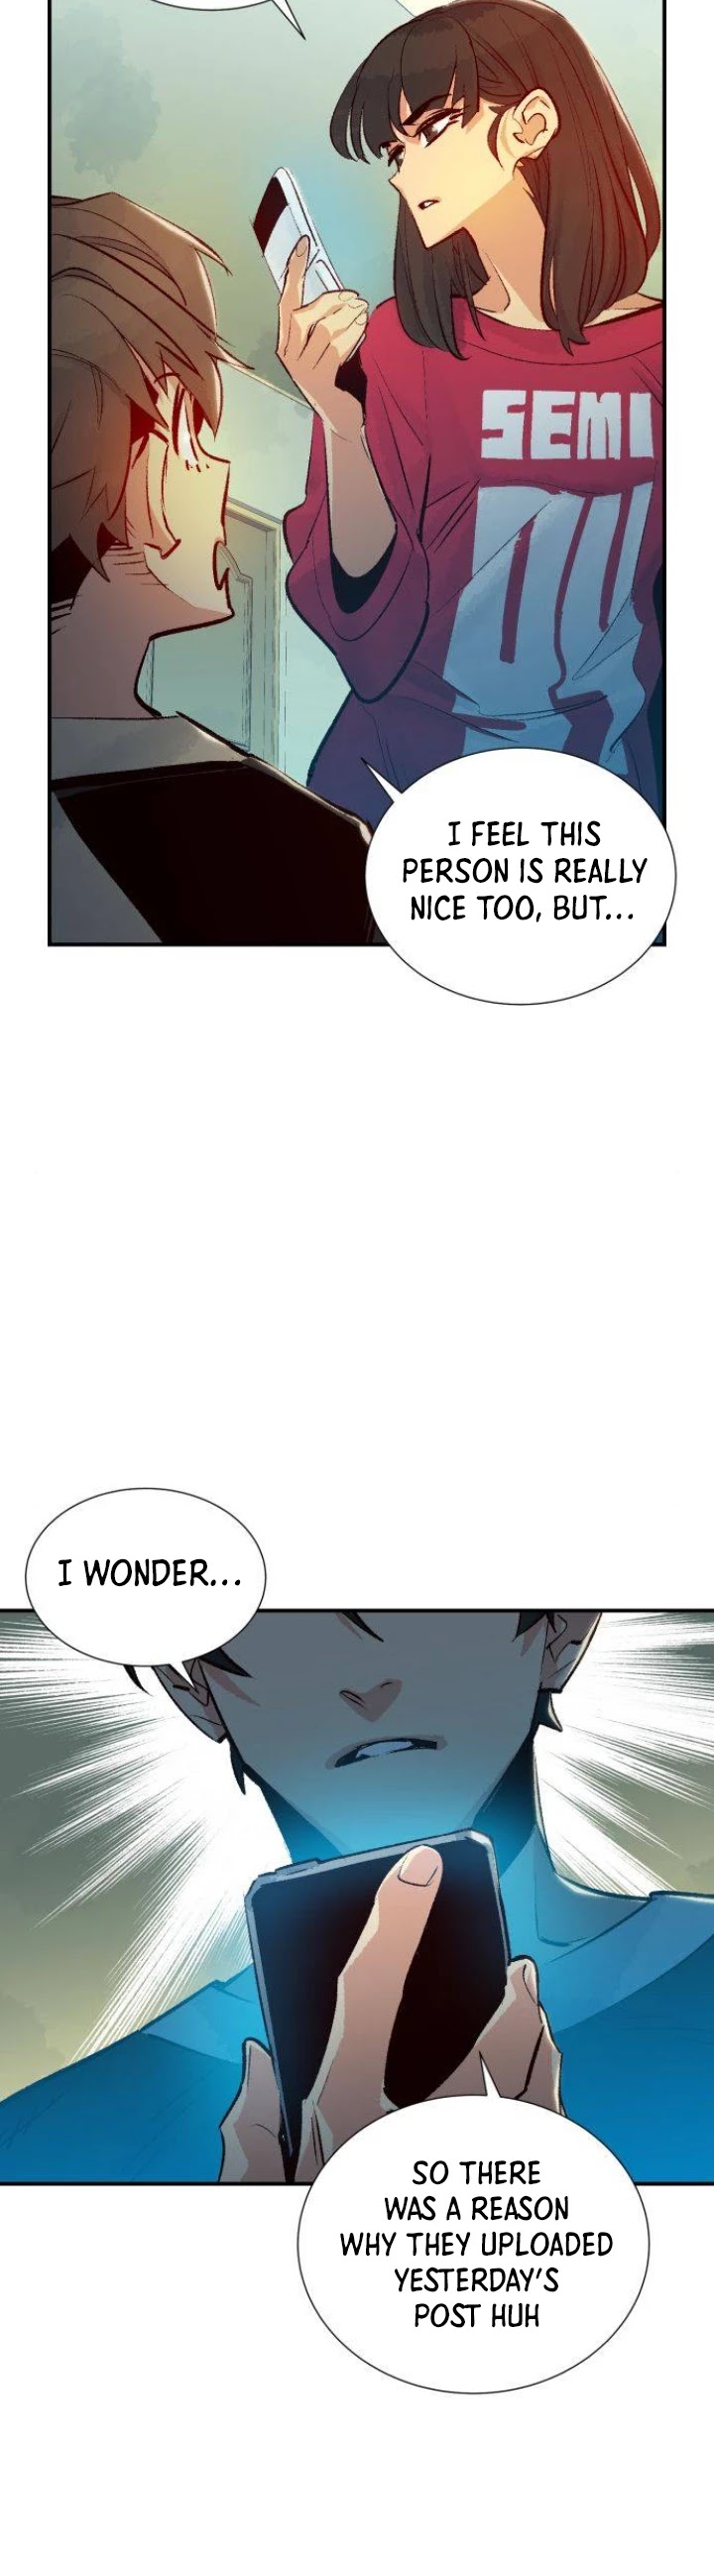 SEMI
I FEEL THIS
PERSON IS REALLY
NICE TOO, BUT...
I WONDER...
SO THERE
WAS A REASON
WHY THEY UPLOADED
YESTERDAY'S
POST HUH